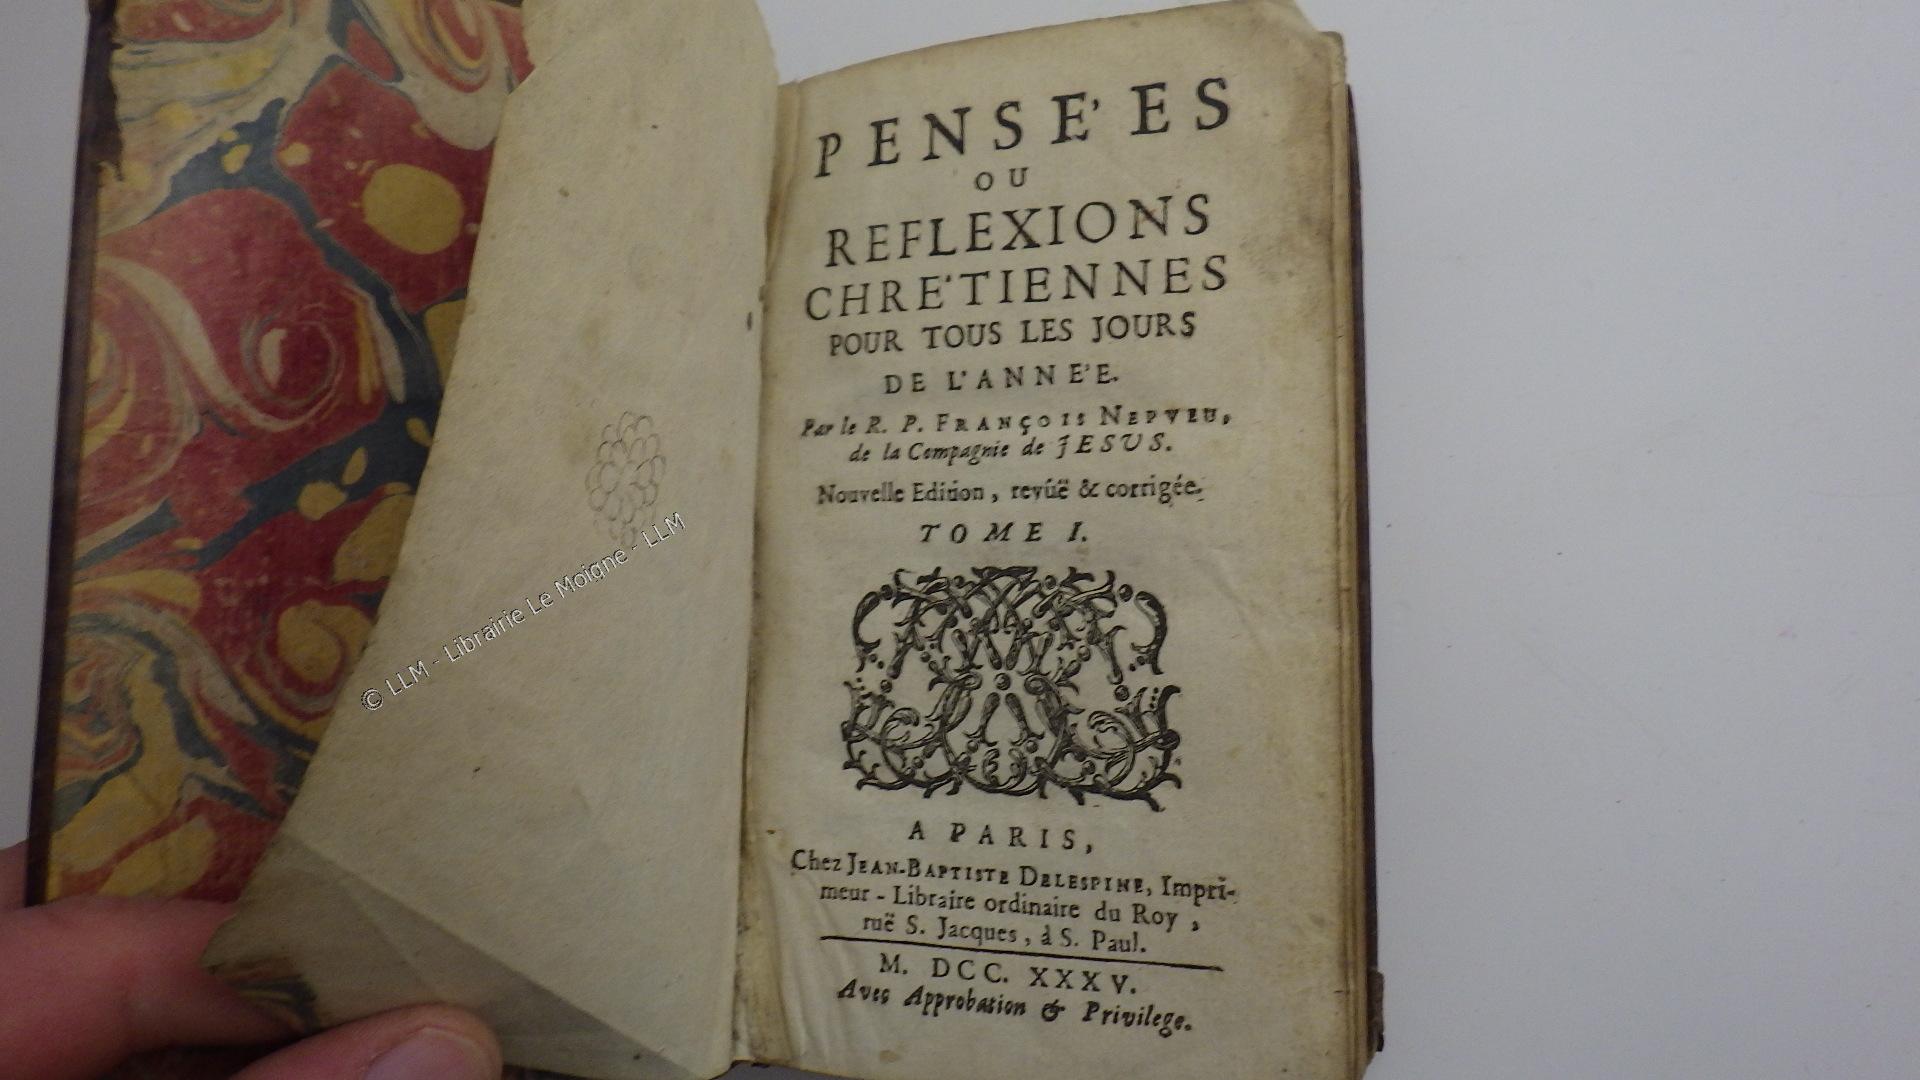 PENSE'ES
OU
REFLEXIONS
CHRE'TIENNES
POUR TOUS LES JOURS
DE L'ANNE'E.
Par le R. P. FRANÇOIS NEPVEU,
de la Compagnie de JESUS.
Nouvelle Edition, revûë & corrigée.
TOME I.
A PARIS,
Chez JEAN-BAPTISTE DELESPINE, Impri-
meur-Libraire ordinaire du Roy,
ruë S. Jacques, à S. Paul.
M. DCC. XXXV.
Avec Approbation & Privilege.
© LLM - Librairie Le Moigne - LLM